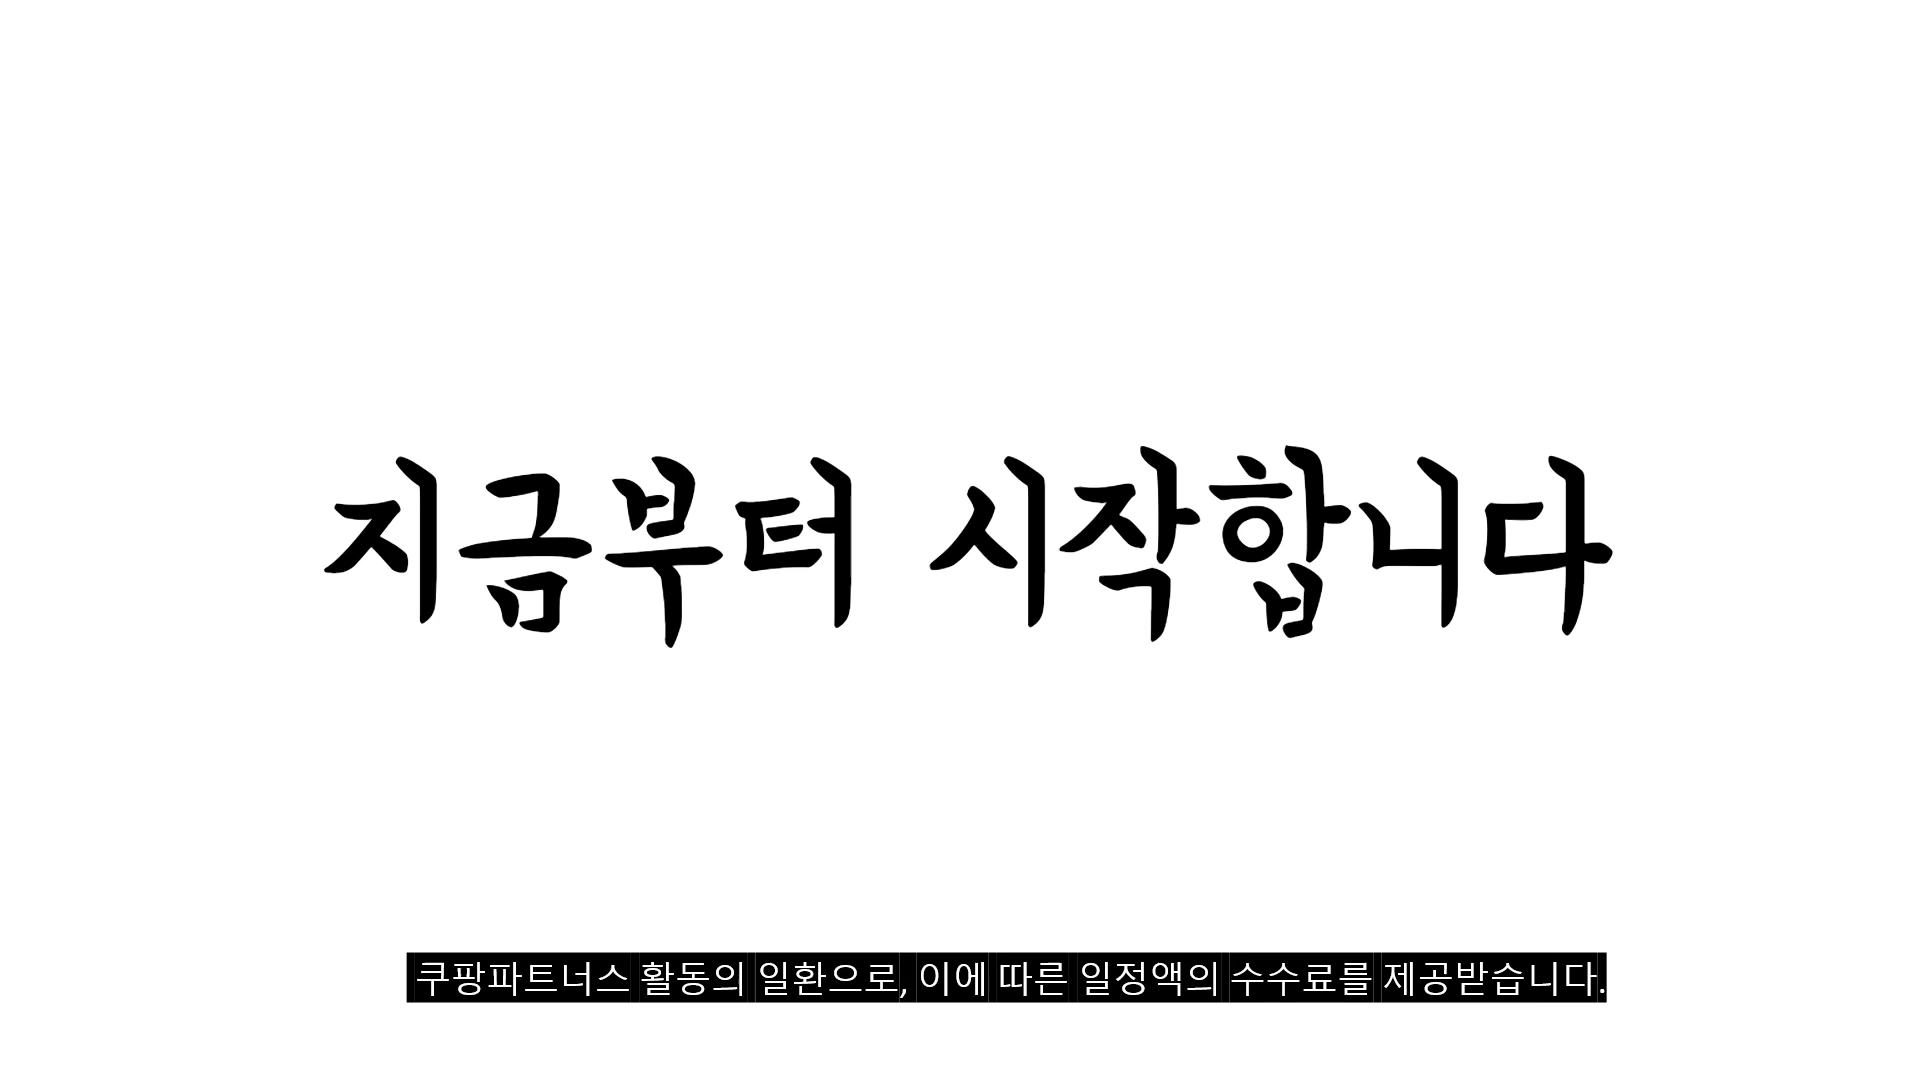 지금부터 시작합니다
쿠팡파트너스 활동의 일환으로, 이에 따른 일정액의 수수료를 제공받습니다.